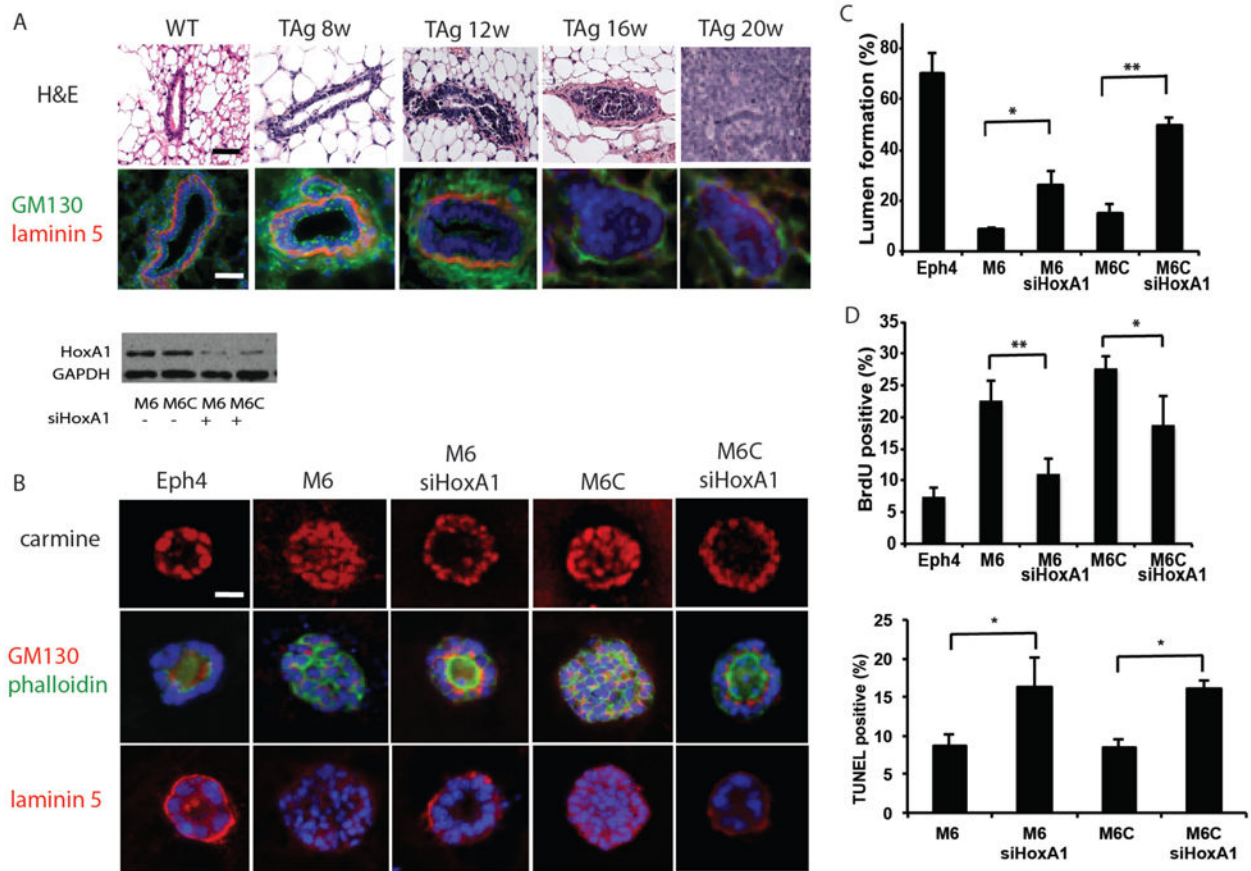 A
WT
TAg 8w
TAg 12w
TAg 16w
TAg 20w
H&E
GM130
laminin 5
HoxA1
GAPDH
M6 M6C M6 M6C
siHoxA1 - - + +
B
Eph4
M6
M6
siHoxA1
M6C
M6C
siHoxA1
carmine
GM130
phalloidin
laminin 5
C
Lumen formation (%)
80
60
40
20
0
**
*
Eph4
M6
M6
siHoxA1
M6C
M6C
siHoxA1
D
BrdU positive (%)
35
30
25
20
15
10
5
0
**
*
Eph4
M6
M6
siHoxA1
M6C
M6C
siHoxA1
TUNEL positive (%)
25
20
15
10
5
0
*
*
M6
M6
siHoxA1
M6C
M6C
siHoxA1